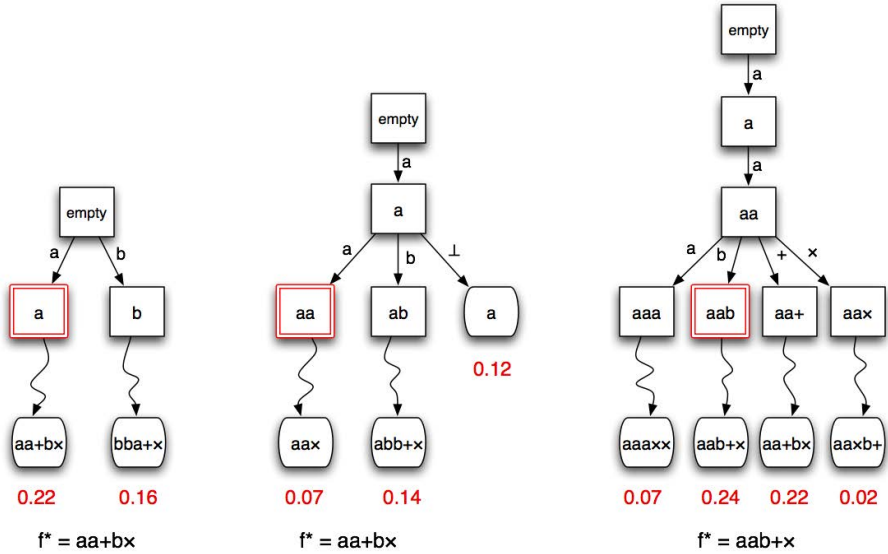 empty
a b
a b
aa+b× bba+×
0.22 0.16
f* = aa+b×
empty
a
a
a b ⊥
aa ab a
0.12
aa× abb+×
0.07 0.14
f* = aa+b×
empty
a
a
a
aa
a b + ×
aaa aab aa+ aa×
aaa×× aab+× aa+b× aa×b+
0.07 0.24 0.22 0.02
f* = aab+×